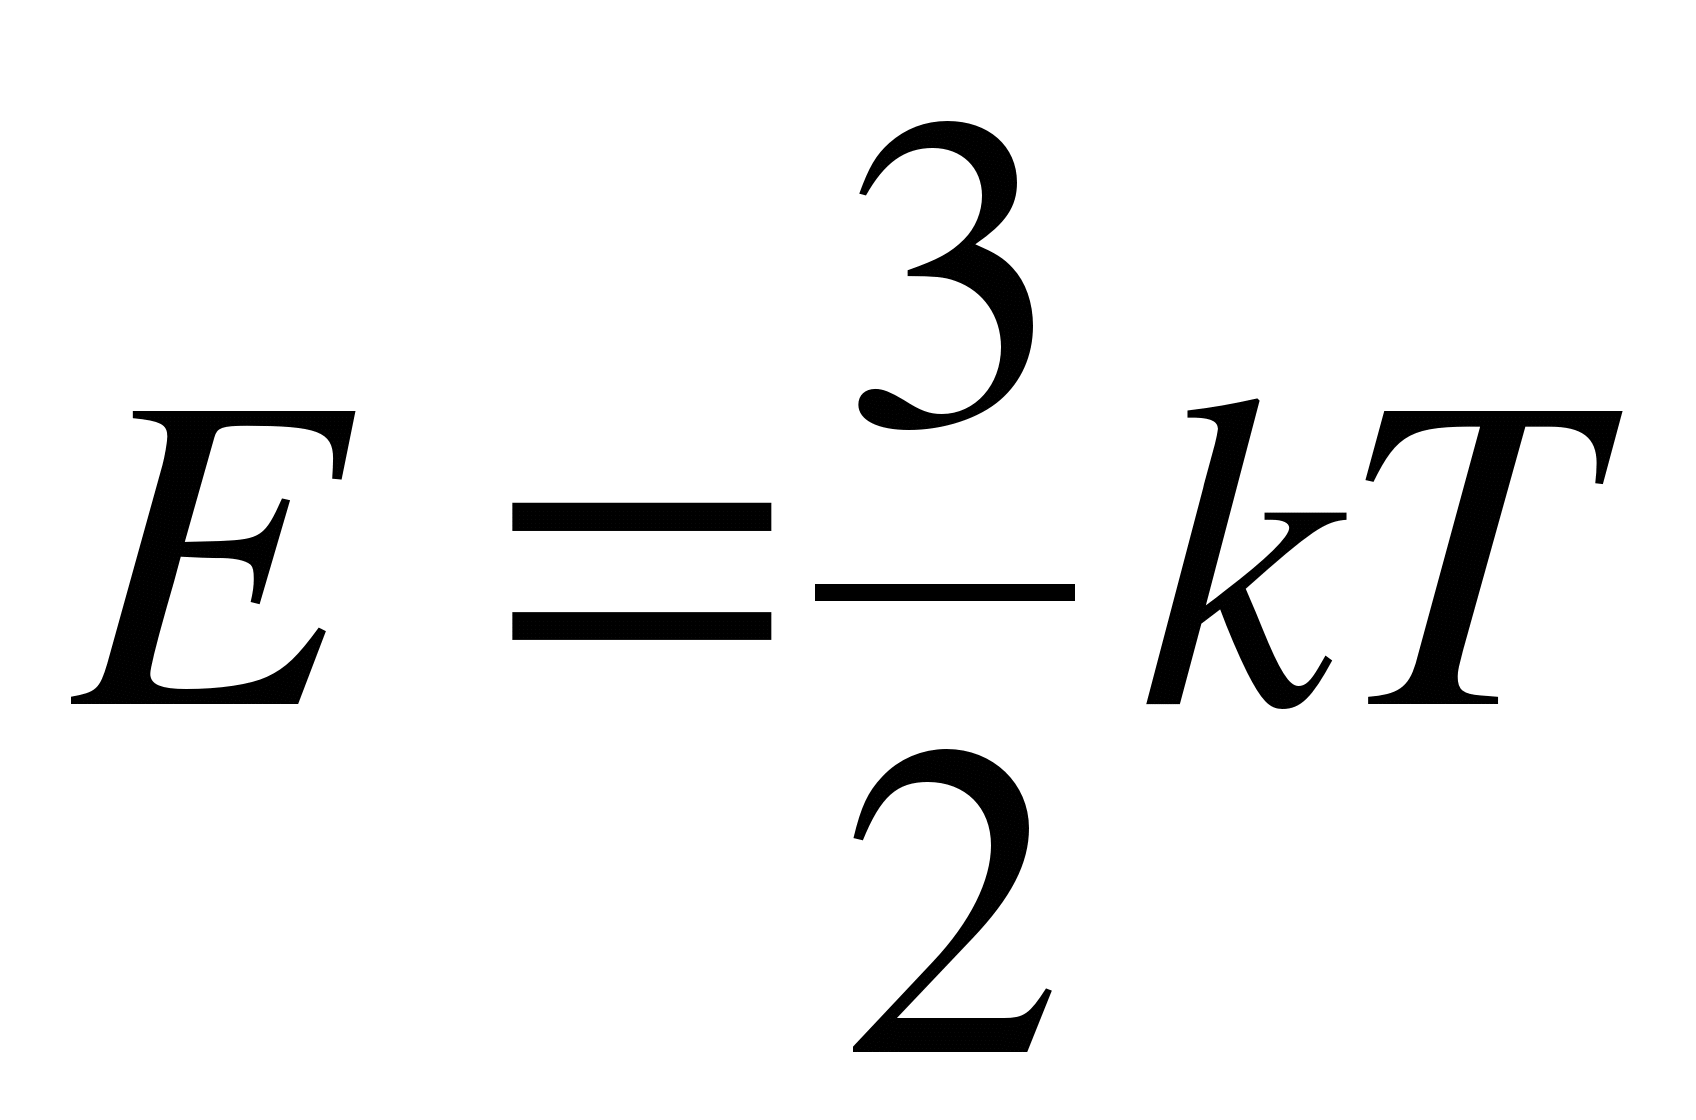 E = 3/2 kT